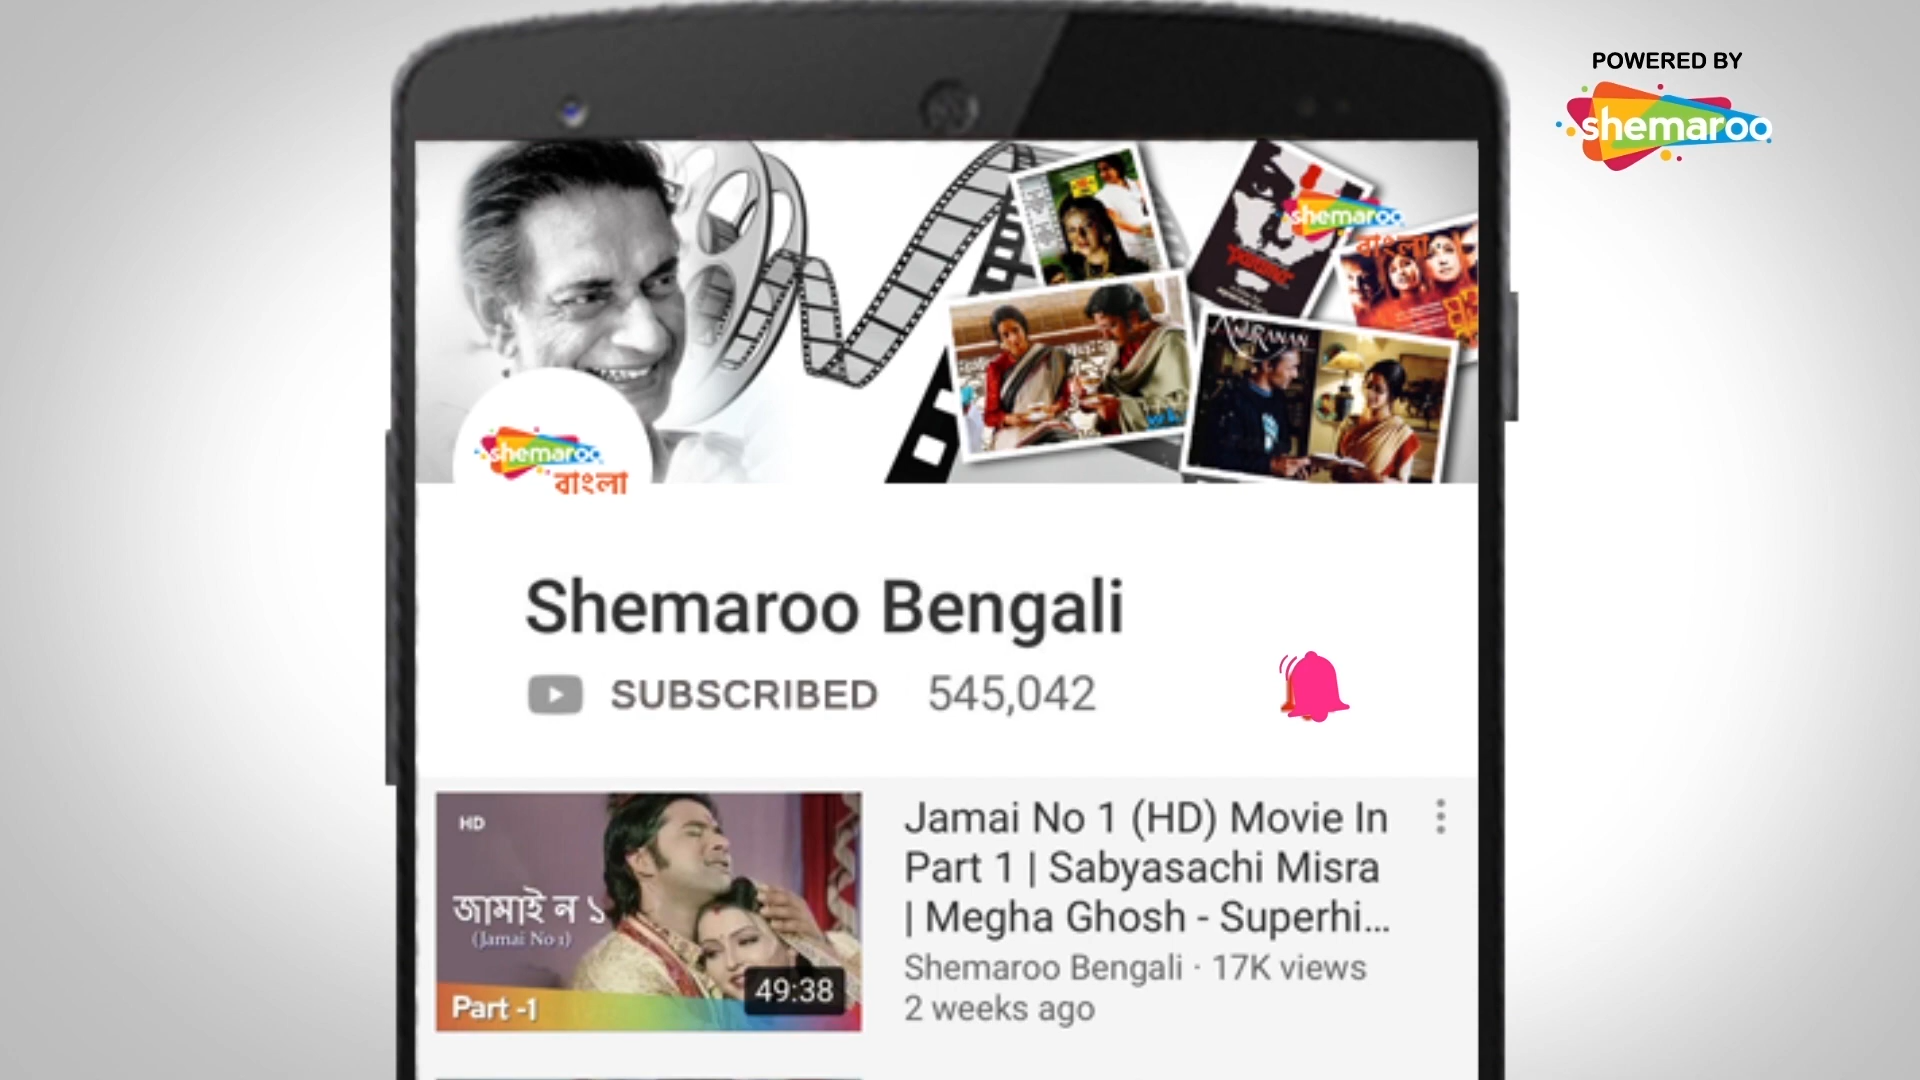 POWERED BY
shemaroo
shemaroo
বাংলা
ANURANAN
shemaroo
বাংলা
Shemaroo Bengali
SUBSCRIBED 545,042
HD
জামাই ন ১
(Jamai No 1)
Part -1
49:38
Jamai No 1 (HD) Movie In
Part 1 | Sabyasachi Misra
| Megha Ghosh - Superhi...
Shemaroo Bengali · 17K views
2 weeks ago